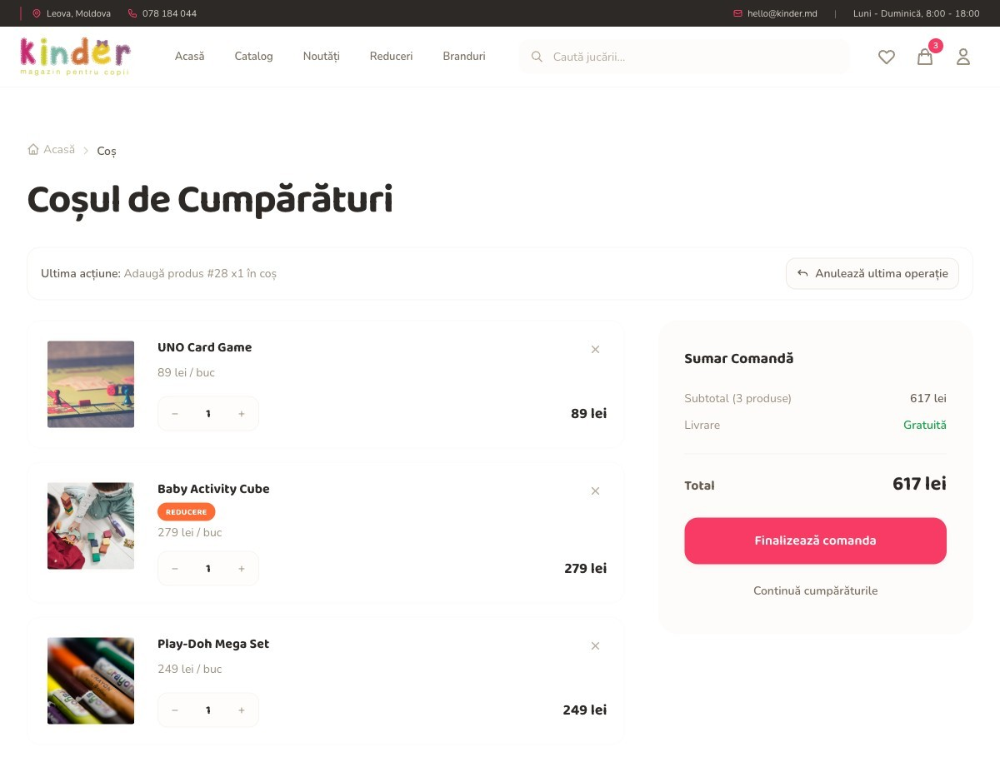 Leova, Moldova
078 184 044
hello@kinder.md | Luni - Duminică, 8:00 - 18:00
kinder
magazin pentru copii
Acasă
Catalog
Noutăți
Reduceri
Branduri
Caută jucării...
3
Acasă
Coș
Coșul de Cumpărături
Ultima acțiune: Adaugă produs #28 x1 în coș
Anulează ultima operație
UNO Card Game
89 lei / buc
− 1 +
89 lei
Baby Activity Cube
REDUCERE
279 lei / buc
− 1 +
279 lei
Play-Doh Mega Set
249 lei / buc
− 1 +
249 lei
Sumar Comandă
Subtotal (3 produse) 617 lei
Livrare Gratuită
Total 617 lei
Finalizează comanda
Continuă cumpărăturile